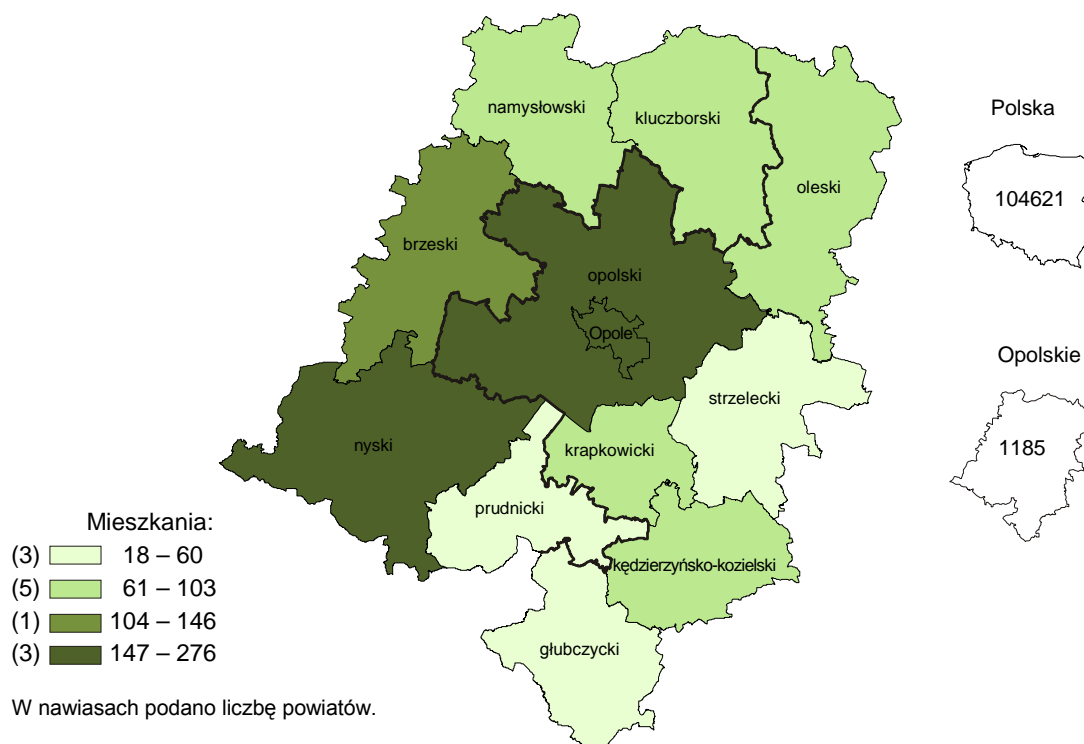 namysłowski
kluczborski
oleski
brzeski
opolski
Opole
strzelecki
nyski
krapkowicki
prudnicki
kędzierzyńsko-kozielski
głubczycki
Polska
104621
Opolskie
1185
Mieszkania:
(3) 18 – 60
(5) 61 – 103
(1) 104 – 146
(3) 147 – 276
W nawiasach podano liczbę powiatów.